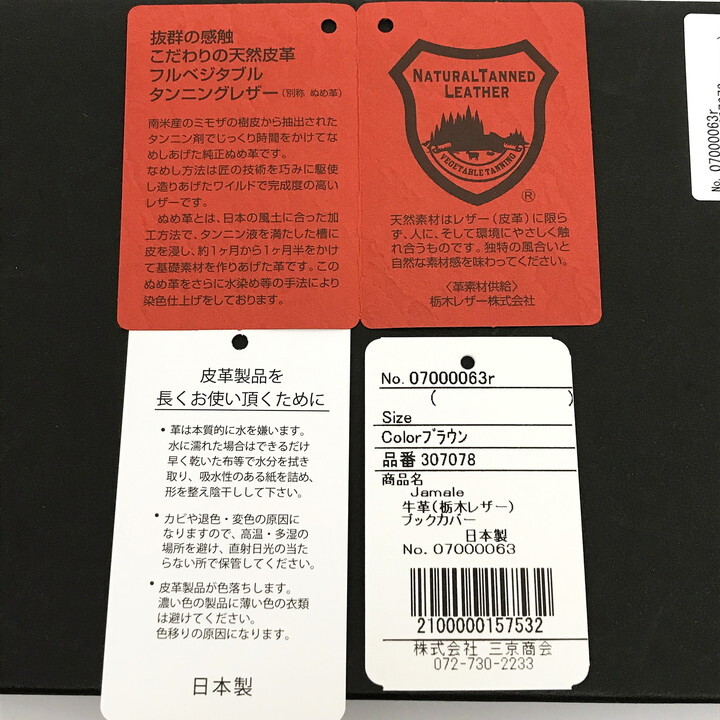 抜群の感触
こだわりの天然皮革
フルベジタブル
タンニングレザー（別称 ぬめ革）
南米産のミモザの樹皮から抽出された
タンニン剤でじっくり時間をかけてな
めしあげた純正ぬめ革です。
なめし方法は匠の技術を巧みに駆使
し造りあげたワイルドで完成度の高い
レザーです。
ぬめ革とは、日本の風土に合った加
工方法で、タンニン液を満たした槽に
皮を浸し、約1ヶ月から1ヶ月半をかけ
て基礎素材を作りあげた革です。この
ぬめ革をさらに水染め等の手法により
染色仕上げをしております。
NATURALTANNED
LEATHER
VEGETABLE TANNING
®
天然素材はレザー（皮革）に限ら
ず、人に、そして環境にやさしく触
れ合うものです。独特の風合いと
自然な素材感を味わってください。
〈革素材供給〉
栃木レザー株式会社
皮革製品を
長くお使い頂くために
• 革は本質的に水を嫌います。
水に濡れた場合はできるだけ
早く乾いた布等で水分を拭き
取り、吸水性のある紙を詰め、
形を整え陰干しして下さい。
• カビや退色・変色の原因に
なりますので、高温・多湿の
場所を避け、直射日光の当た
らない所で保管してください。
• 皮革製品が色落ちします。
濃い色の製品に薄い色の衣類
は避けてください。
色移りの原因になります。
日本製
No. 07000063r
( )
Size
Colorブラウン
品番 307078
商品名
Jamale
牛革(栃木レザー)
ブックカバー
日本製
No. 07000063
2100000157532
株式会社 三京商会
072-730-2233
No. 07000063r